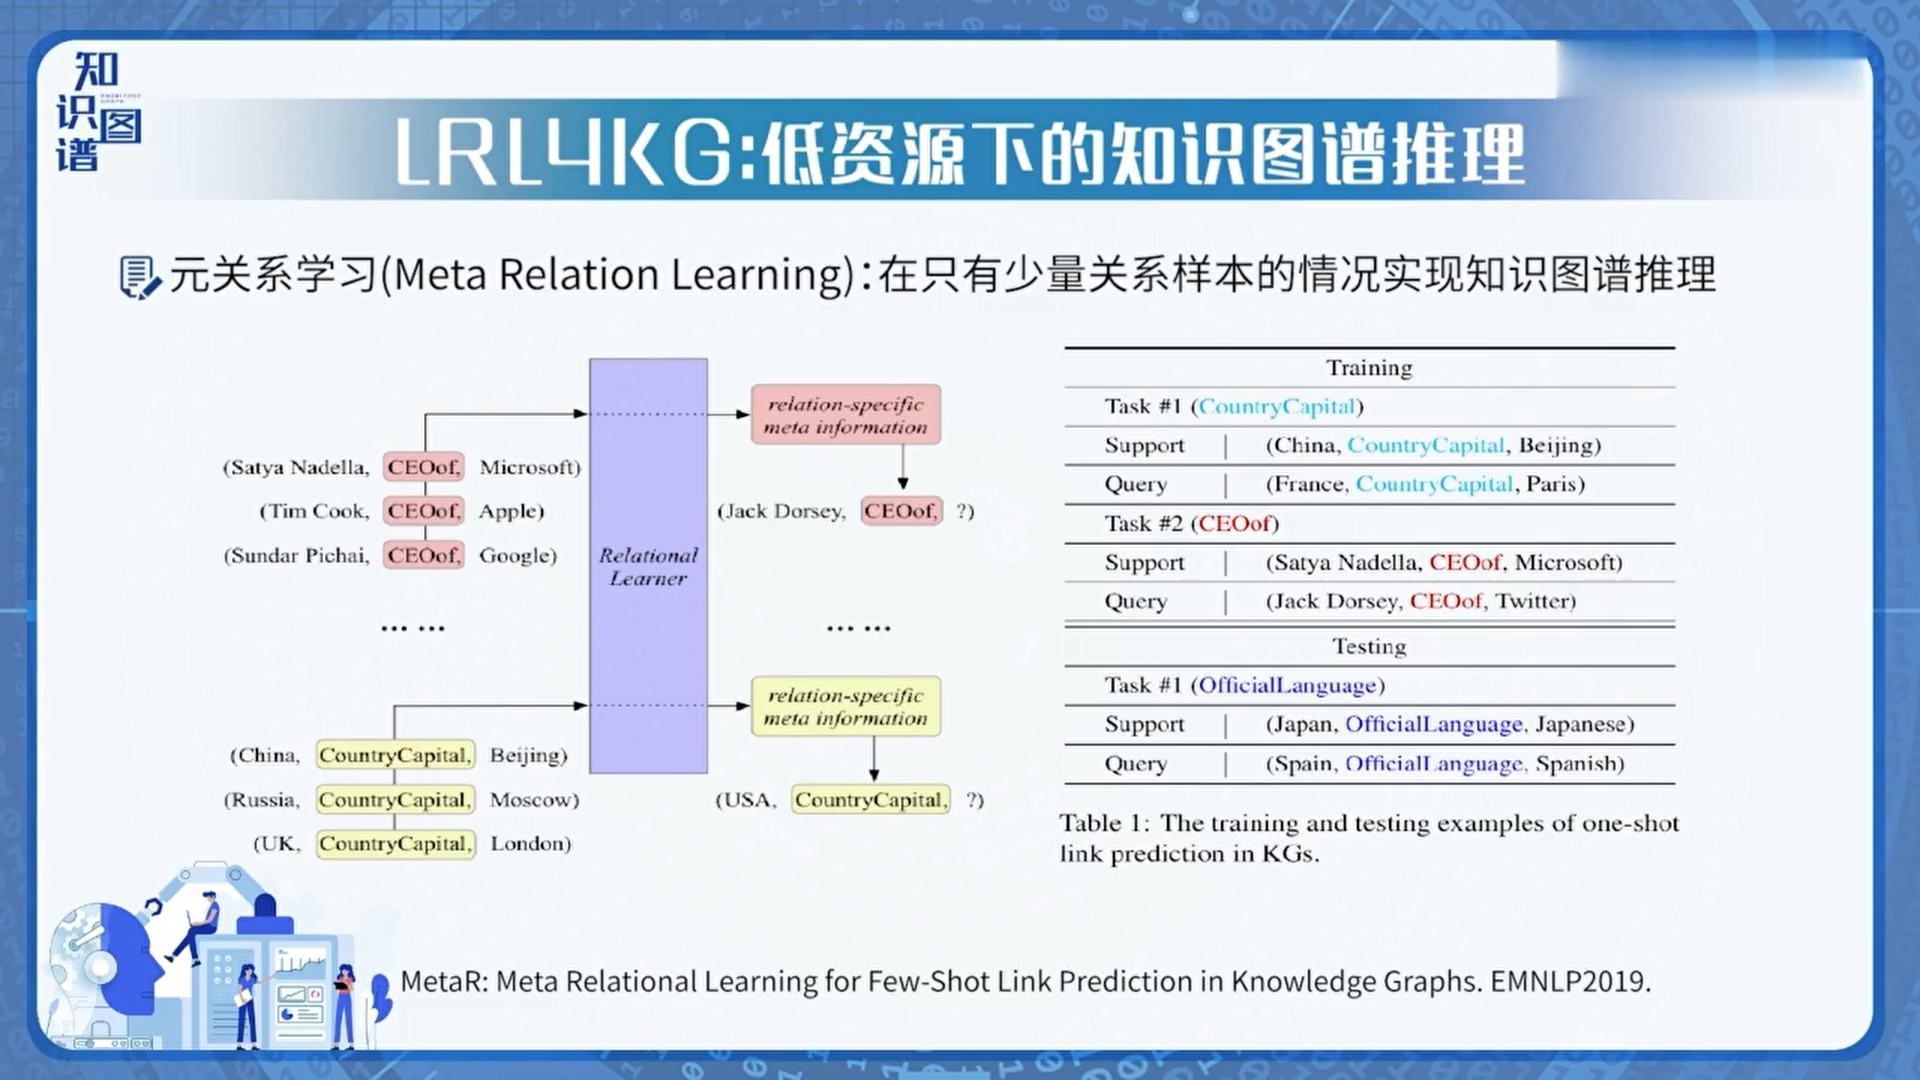 知识图谱
LRL4KG:低资源下的知识图谱推理
元关系学习(Meta Relation Learning):在只有少量关系样本的情况实现知识图谱推理
(Satya Nadella, CEOof, Microsoft)
(Tim Cook, CEOof, Apple)
(Sundar Pichai, CEOof, Google)
... ...
(China, CountryCapital, Beijing)
(Russia, CountryCapital, Moscow)
(UK, CountryCapital, London)
Relational
Learner
relation-specific
meta information
(Jack Dorsey, CEOof, ?)
... ...
relation-specific
meta information
(USA, CountryCapital, ?)
Training
Task #1 (CountryCapital)
Support | (China, CountryCapital, Beijing)
Query | (France, CountryCapital, Paris)
Task #2 (CEOof)
Support | (Satya Nadella, CEOof, Microsoft)
Query | (Jack Dorsey, CEOof, Twitter)
Testing
Task #1 (OfficialLanguage)
Support | (Japan, OfficialLanguage, Japanese)
Query | (Spain, OfficialLanguage, Spanish)
Table 1: The training and testing examples of one-shot
link prediction in KGs.
MetaR: Meta Relational Learning for Few-Shot Link Prediction in Knowledge Graphs. EMNLP2019.